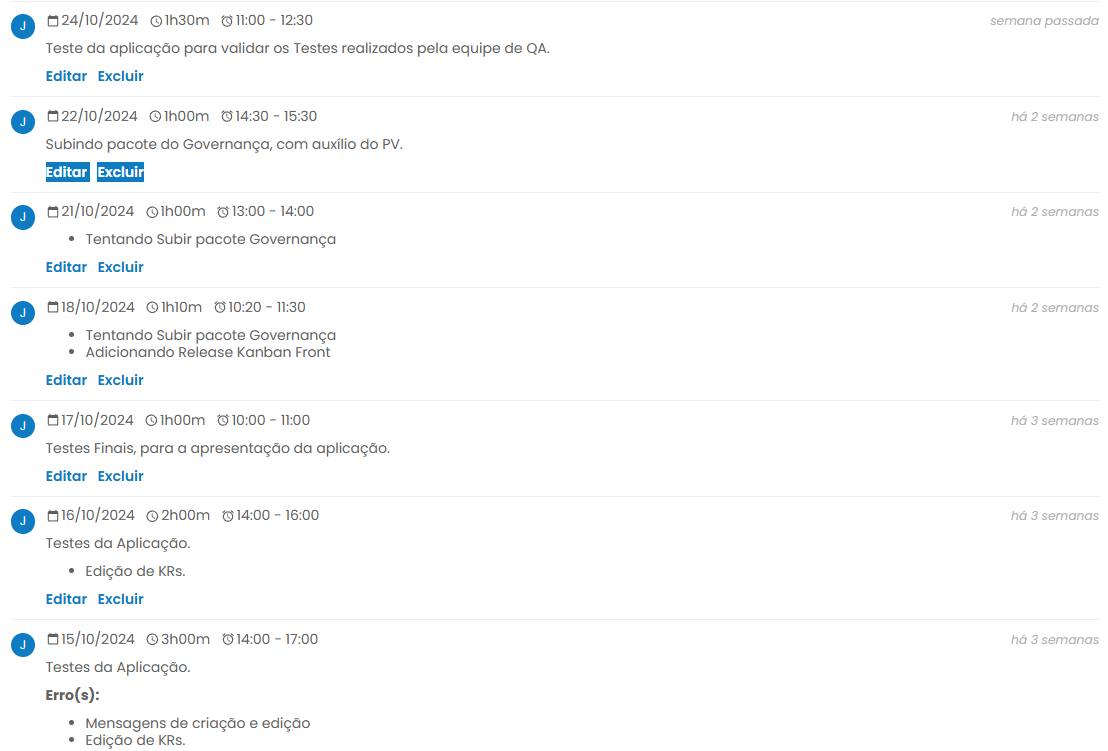 J 24/10/2024 1h30m 11:00 - 12:30 semana passada
Teste da aplicação para validar os Testes realizados pela equipe de QA.
Editar Excluir
J 22/10/2024 1h00m 14:30 - 15:30 há 2 semanas
Subindo pacote do Governança, com auxílio do PV.
Editar Excluir
J 21/10/2024 1h00m 13:00 - 14:00 há 2 semanas
• Tentando Subir pacote Governança
Editar Excluir
J 18/10/2024 1h10m 10:20 - 11:30 há 2 semanas
• Tentando Subir pacote Governança
• Adicionando Release Kanban Front
Editar Excluir
J 17/10/2024 1h00m 10:00 - 11:00 há 3 semanas
Testes Finais, para a apresentação da aplicação.
Editar Excluir
J 16/10/2024 2h00m 14:00 - 16:00 há 3 semanas
Testes da Aplicação.
• Edição de KRs.
Editar Excluir
J 15/10/2024 3h00m 14:00 - 17:00 há 3 semanas
Testes da Aplicação.
Erro(s):
• Mensagens de criação e edição
• Edição de KRs.